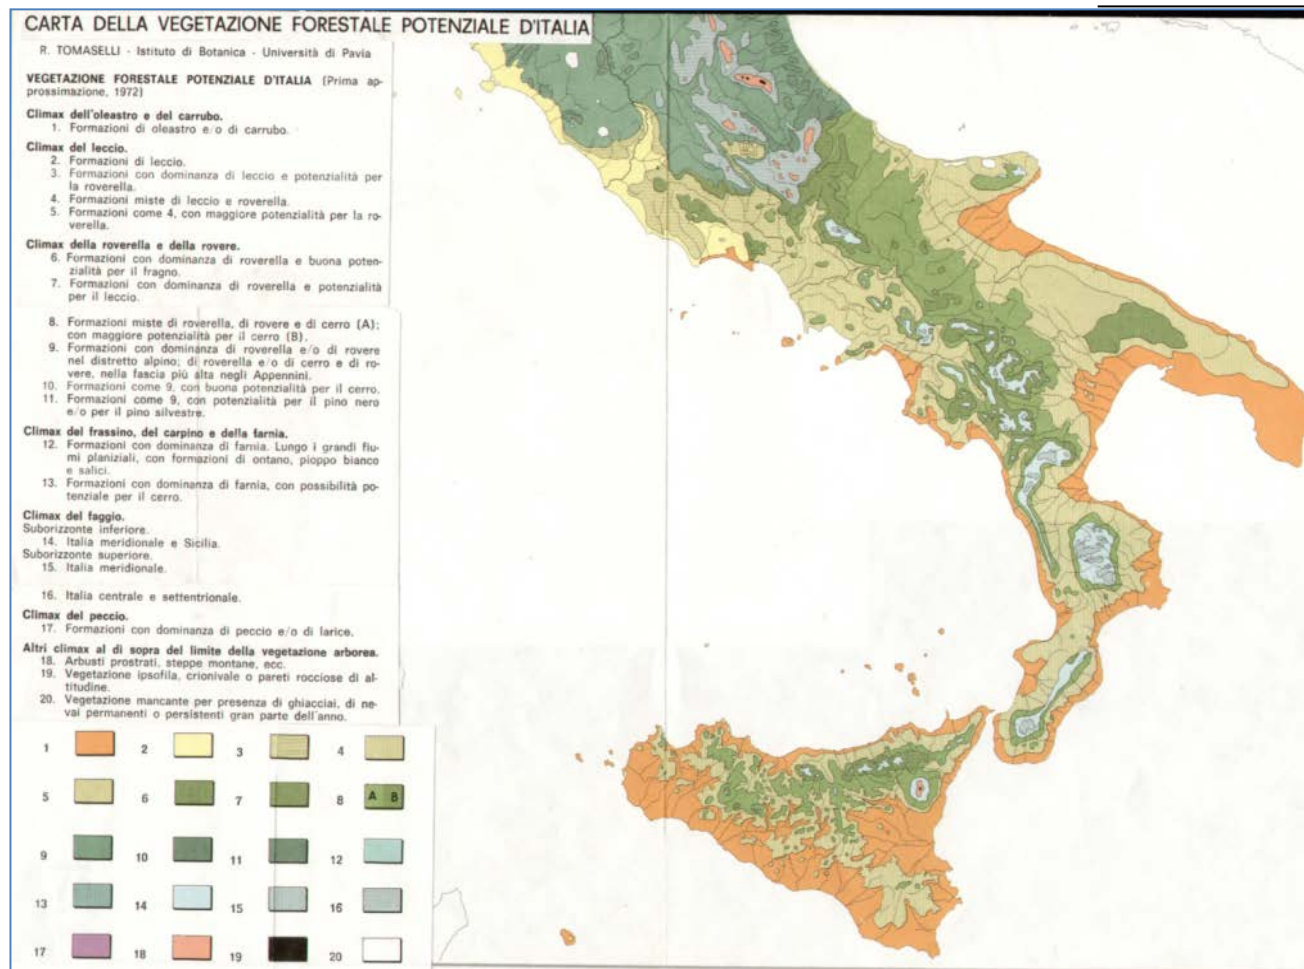 CARTA DELLA VEGETAZIONE FORESTALE POTENZIALE D'ITALIA
R. TOMASELLI - Istituto di Botanica - Università di Pavia
VEGETAZIONE FORESTALE POTENZIALE D'ITALIA (Prima ap-
prossimazione, 1972)
Climax dell'oleastro e del carrubo.
1. Formazioni di oleastro e/o di carrubo.
Climax del leccio.
2. Formazioni di leccio.
3. Formazioni con dominanza di leccio e potenzialità per
la roverella.
4. Formazioni miste di leccio e roverella.
5. Formazioni come 4, con maggiore potenzialità per la ro-
verella.
Climax della roverella e della rovere.
6. Formazioni con dominanza di roverella e buona poten-
zialità per il fragno.
7. Formazioni con dominanza di roverella e potenzialità
per il leccio.
8. Formazioni miste di roverella, di rovere e di cerro (A);
con maggiore potenzialità per il cerro (B).
9. Formazioni con dominanza di roverella e/o di rovere
nel distretto alpino; di roverella e/o di cerro e di ro-
vere, nella fascia più alta negli Appennini.
10. Formazioni come 9, con buona potenzialità per il cerro.
11. Formazioni come 9, con potenzialità per il pino nero
e/o per il pino silvestre.
Climax del frassino, del carpino e della farnia.
12. Formazioni con dominanza di farnia. Lungo i grandi fiu-
mi planiziali, con formazioni di ontano, pioppo bianco
e salici.
13. Formazioni con dominanza di farnia, con possibilità po-
tenziale per il cerro.
Climax del faggio.
Suborizzonte inferiore.
14. Italia meridionale e Sicilia.
Suborizzonte superiore.
15. Italia meridionale.
16. Italia centrale e settentrionale.
Climax del peccio.
17. Formazioni con dominanza di peccio e/o di larice.
Altri climax al di sopra del limite della vegetazione arborea.
18. Arbusti prostrati, steppe montane, ecc.
19. Vegetazione ipsofila, crionivale o pareti rocciose di al-
titudine.
20. Vegetazione mancante per presenza di ghiacciai, di ne-
vai permanenti o persistenti gran parte dell'anno.
1 2 3 4
5 6 7 8 A B
9 10 11 12
13 14 15 16
17 18 19 20